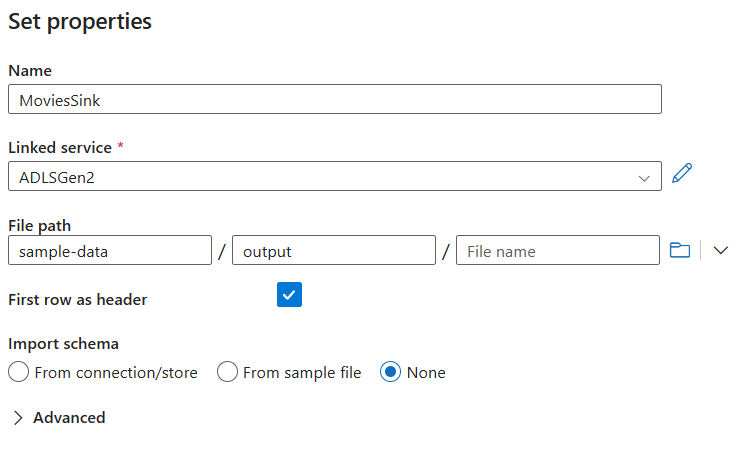 Set properties
Name
MoviesSink
Linked service *
ADLSGen2
File path
sample-data / output / File name
First row as header
Import schema
From connection/store From sample file None
Advanced